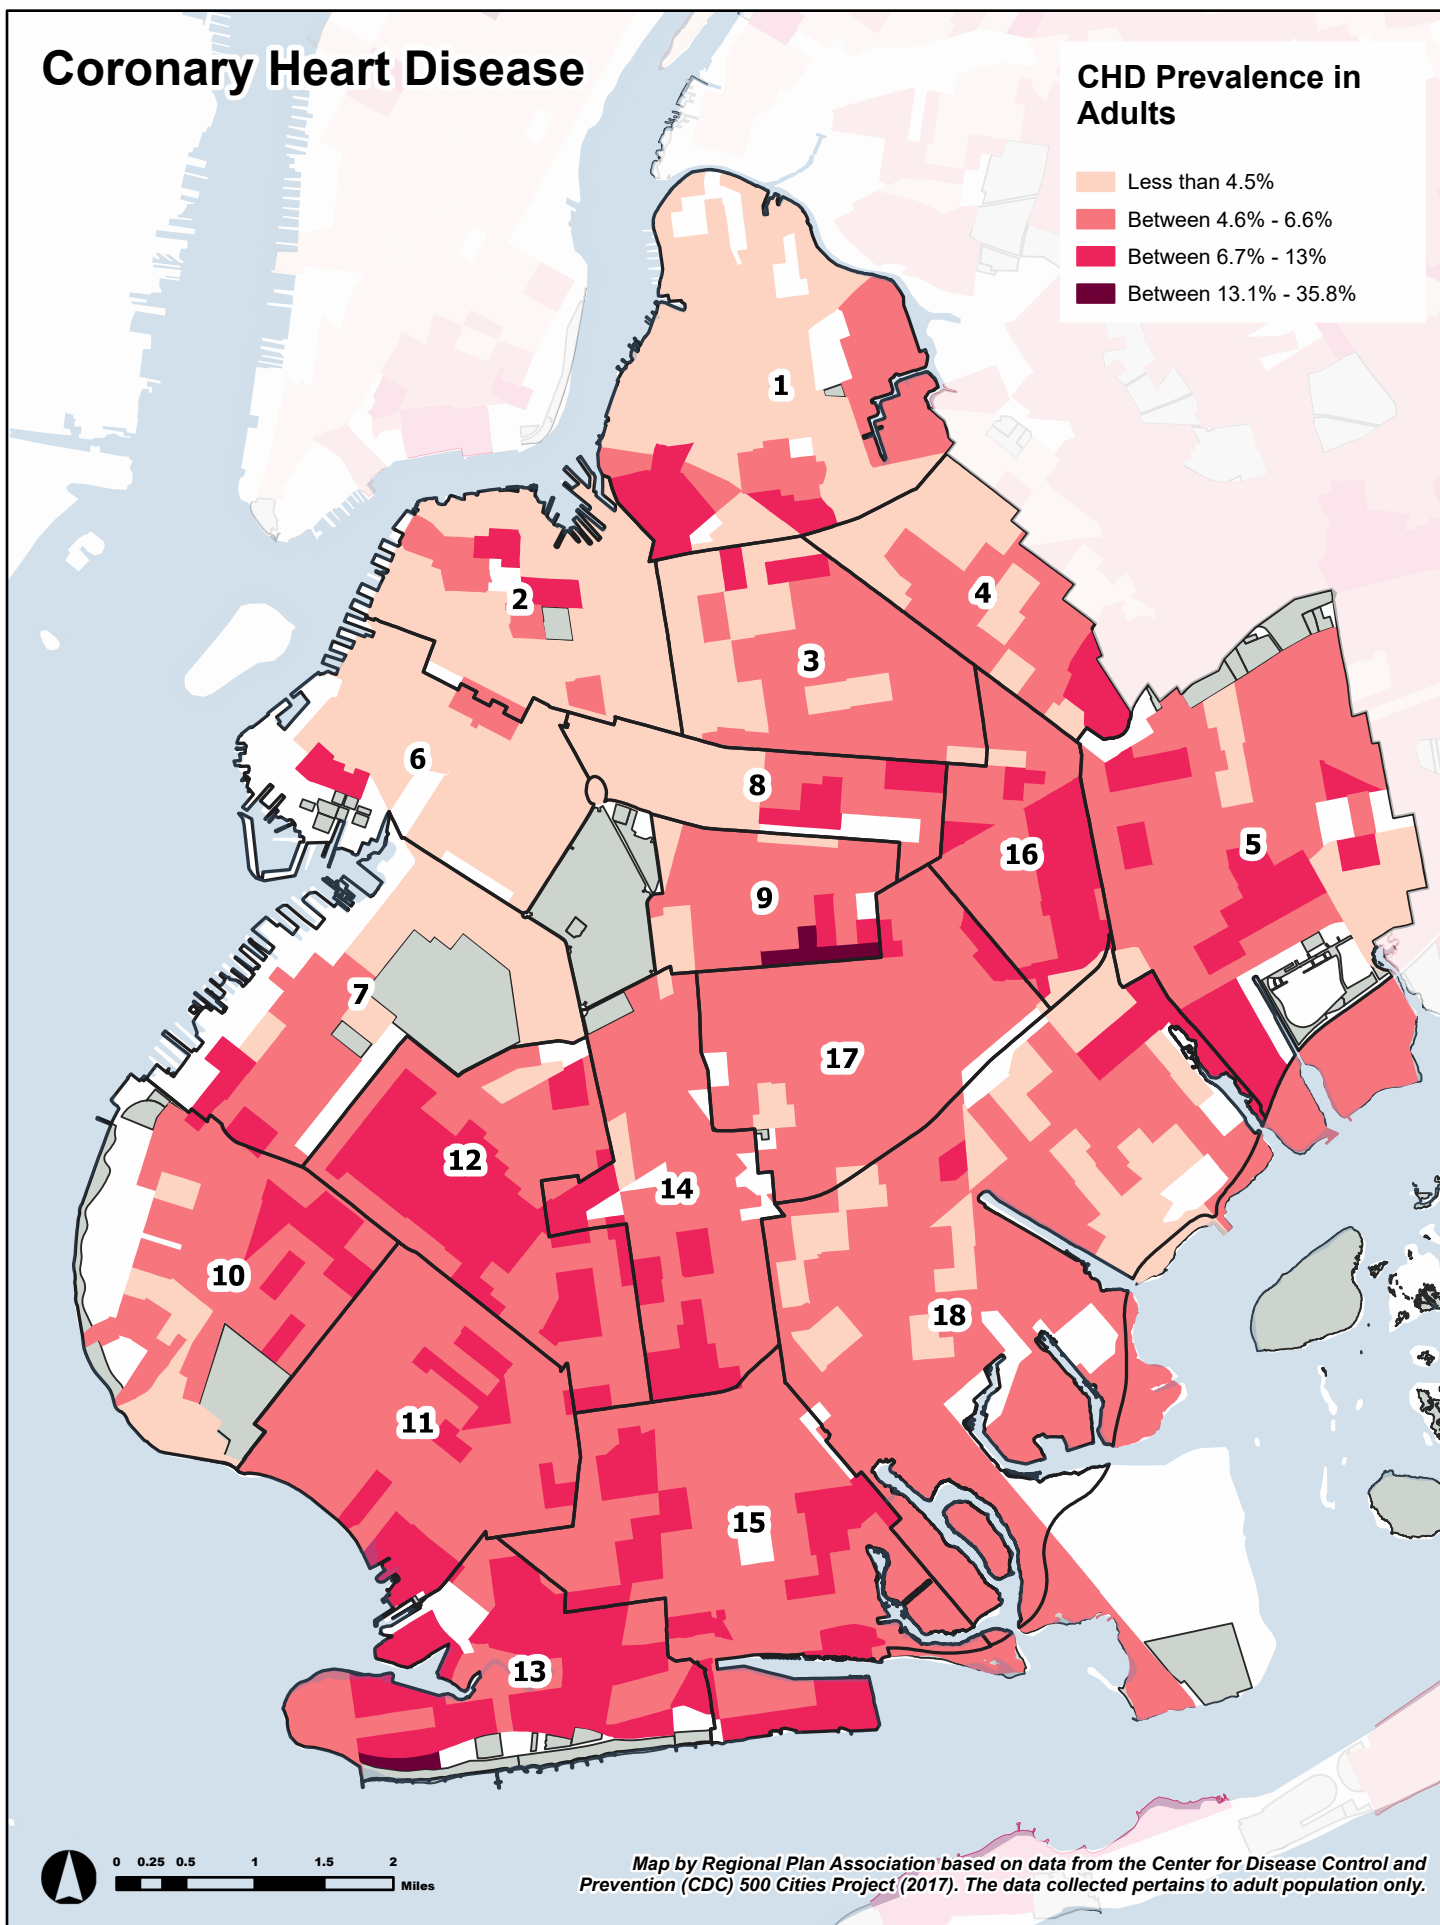 Coronary Heart Disease
CHD Prevalence in
Adults
Less than 4.5%
Between 4.6% - 6.6%
Between 6.7% - 13%
Between 13.1% - 35.8%
1
2
4
3
6
8
5
16
9
7
17
12
14
10
18
11
15
13
0 0.25 0.5 1 1.5 2
Miles
Map by Regional Plan Association based on data from the Center for Disease Control and
Prevention (CDC) 500 Cities Project (2017). The data collected pertains to adult population only.